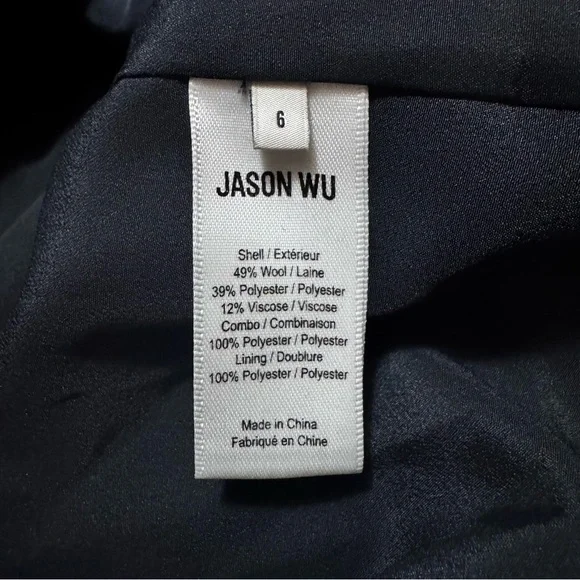 6
JASON WU
Shell / Extérieur
49% Wool / Laine
39% Polyester / Polyester
12% Viscose / Viscose
Combo / Combinaison
100% Polyester / Polyester
Lining / Doublure
100% Polyester / Polyester
Made in China
Fabriqué en Chine